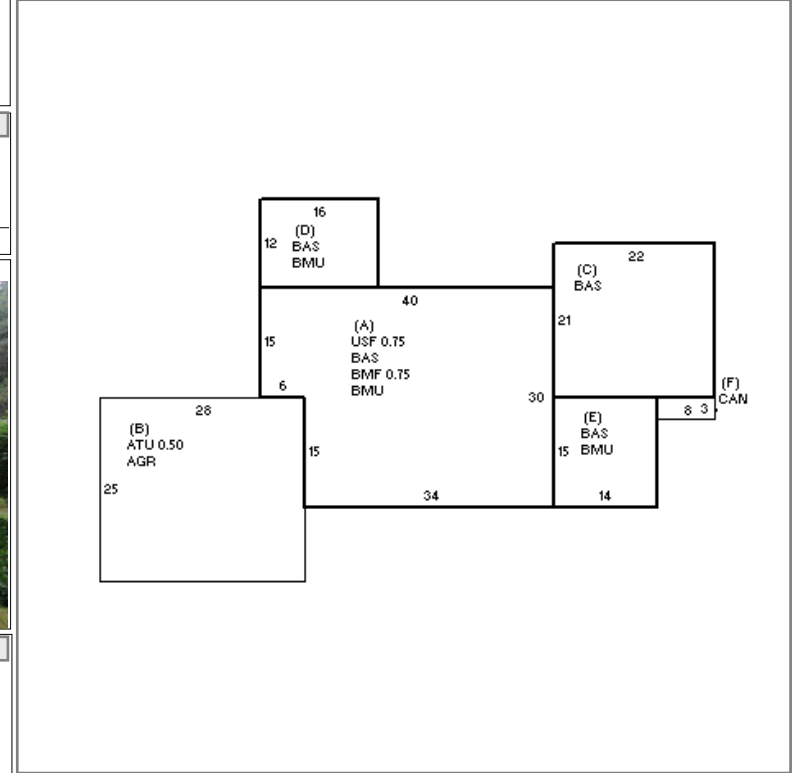 16
(D)
12 BAS
BMU
22
(C)
BAS
21
40
(A)
USF 0.75
BAS
BMF 0.75
BMU
15
6
30
(F)
CAN
8 3
28
(B)
ATU 0.50
AGR
25
15
34
(E)
BAS
15 BMU
14